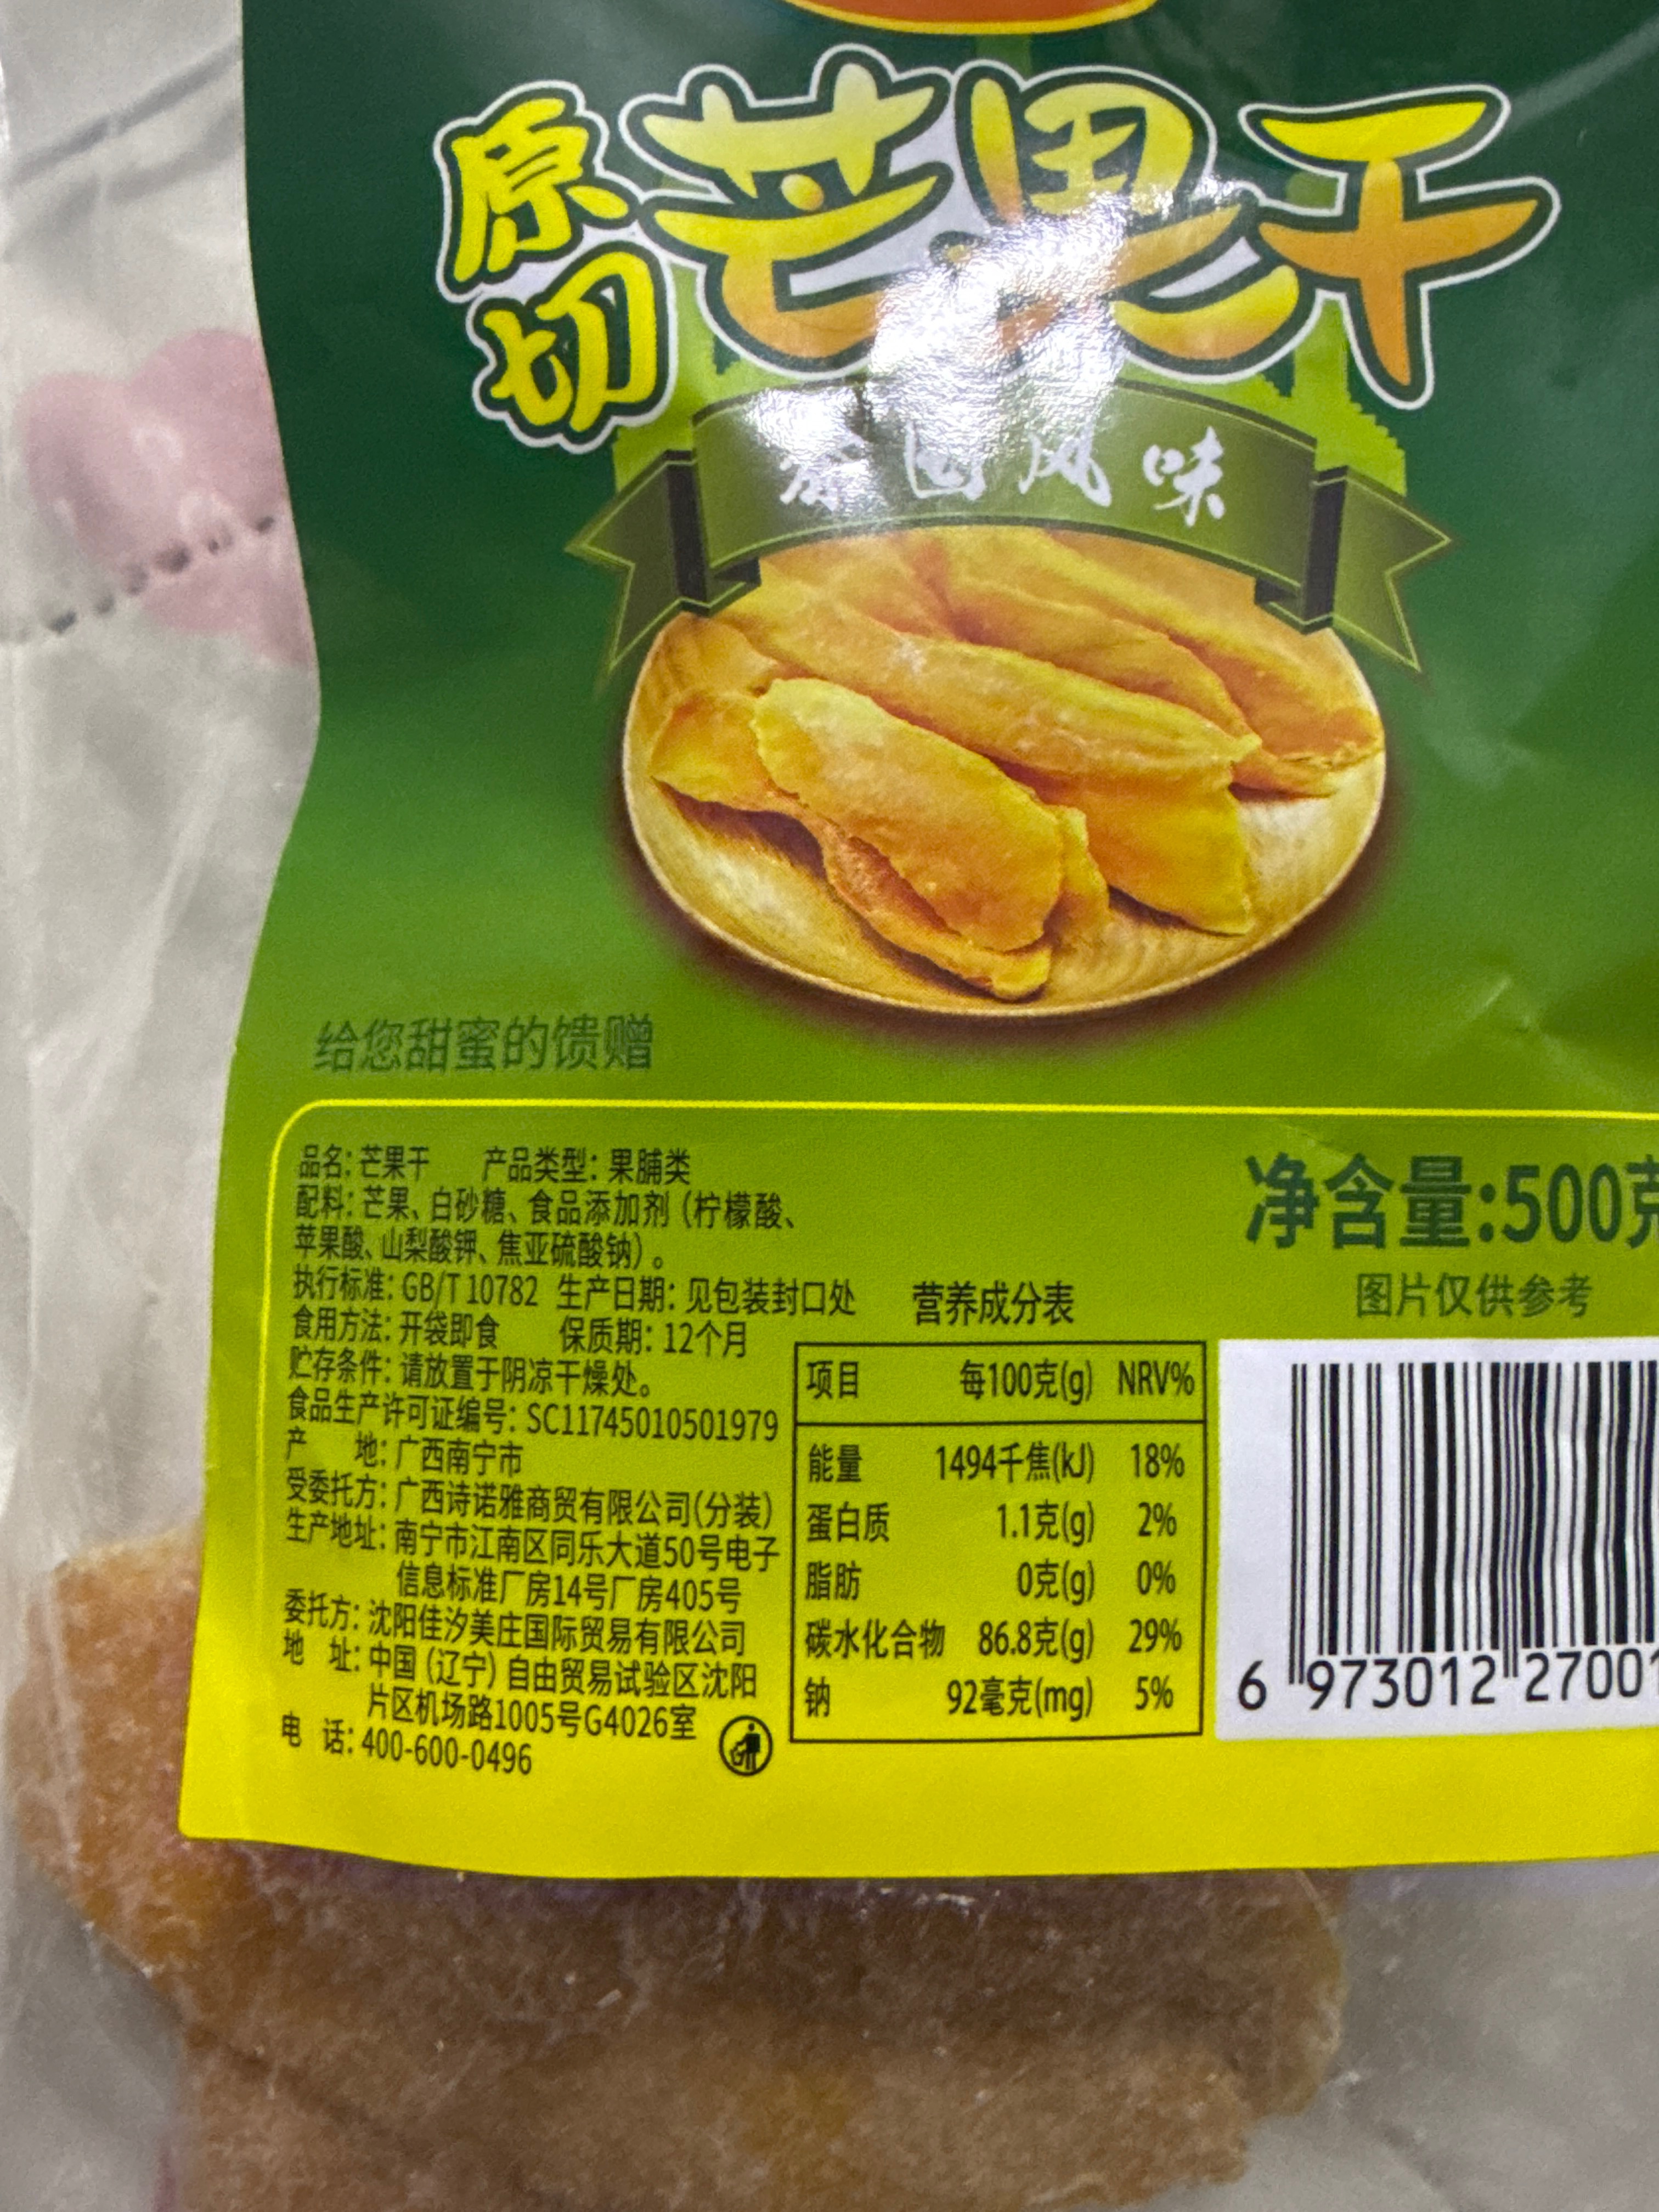 原切芒果干
泰国风味
给您甜蜜的馈赠
品名：芒果干 产品类型：果脯类
配料：芒果、白砂糖、食品添加剂（柠檬酸、
苹果酸、山梨酸钾、焦亚硫酸钠）。
执行标准：GB/T 10782 生产日期：见包装封口处
食用方法：开袋即食 保质期：12个月
贮存条件：请放置于阴凉干燥处。
食品生产许可证编号：SC11745010501979
产 地：广西南宁市
受委托方：广西诗诺雅商贸有限公司(分装)
生产地址：南宁市江南区同乐大道50号电子
信息标准厂房14号厂房405号
委托方：沈阳佳汐美庄国际贸易有限公司
地 址：中国（辽宁）自由贸易试验区沈阳
片区机场路1005号G4026室
电 话：400-600-0496
营养成分表
项目 每100克(g) NRV%
能量 1494千焦(kJ) 18%
蛋白质 1.1克(g) 2%
脂肪 0克(g) 0%
碳水化合物 86.8克(g) 29%
钠 92毫克(mg) 5%
净含量:500克
图片仅供参考
6 973012 27001